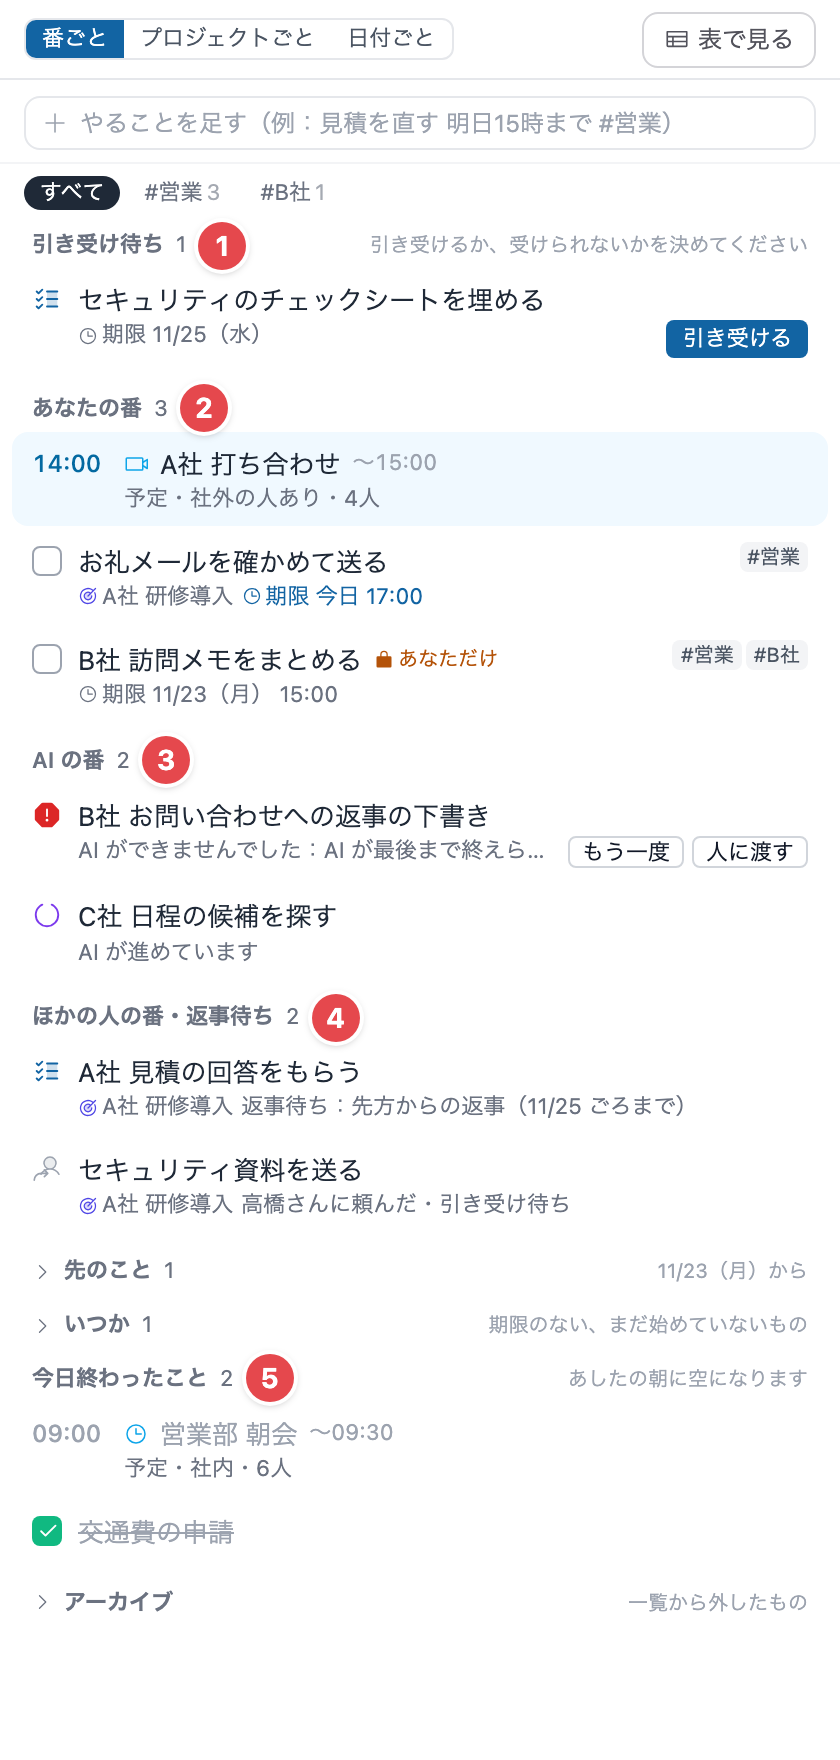 番ごと プロジェクトごと 日付ごと 表で見る
やることを足す（例：見積を直す 明日15時まで #営業）
すべて #営業 3 #B社 1
引き受け待ち 1 1 引き受けるか、受けられないかを決めてください
セキュリティのチェックシートを埋める
期限 11/25（水）
引き受ける
あなたの番 3 2
14:00 A社 打ち合わせ 〜15:00
予定・社外の人あり・4人
お礼メールを確かめて送る #営業
A社 研修導入 期限 今日 17:00
B社 訪問メモをまとめる あなただけ #営業 #B社
期限 11/23（月） 15:00
AI の番 2 3
B社 お問い合わせへの返事の下書き
AI ができませんでした：AI が最後まで終えら… もう一度 人に渡す
C社 日程の候補を探す
AI が進めています
ほかの人の番・返事待ち 2 4
A社 見積の回答をもらう
A社 研修導入 返事待ち：先方からの返事（11/25 ごろまで）
セキュリティ資料を送る
A社 研修導入 高橋さんに頼んだ・引き受け待ち
先のこと 1 11/23（月）から
いつか 1 期限のない、まだ始めていないもの
今日終わったこと 2 5 あしたの朝に空になります
09:00 営業部 朝会 〜09:30
予定・社内・6人
交通費の申請
アーカイブ 一覧から外したもの